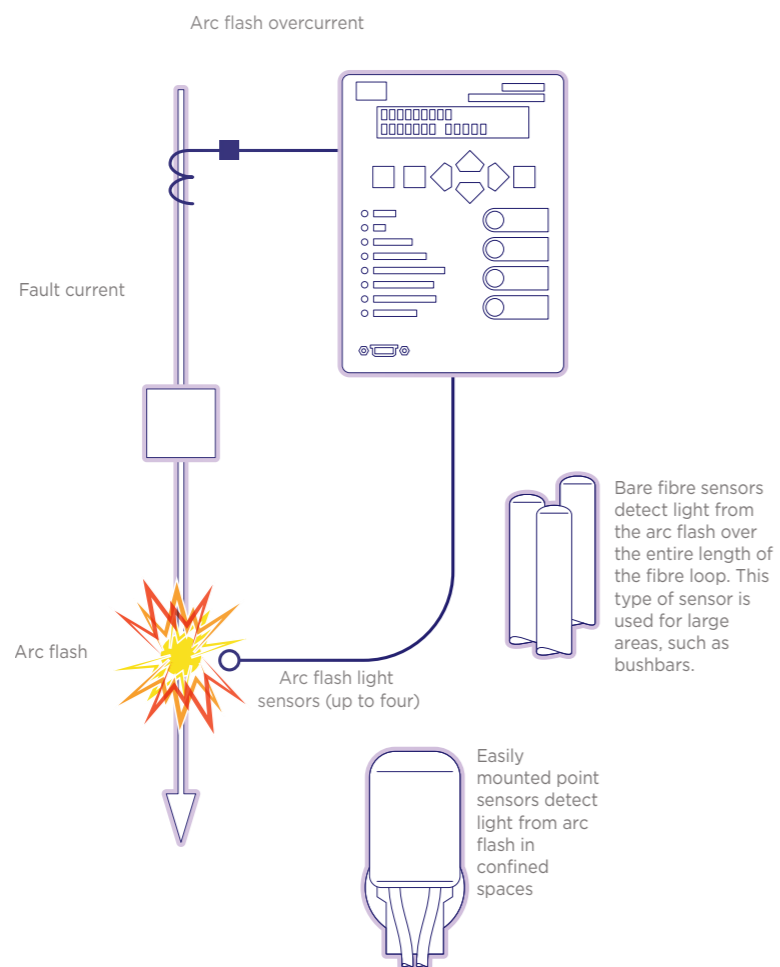 Arc flash overcurrent
Fault current
Bare fibre sensors
detect light from
the arc flash over
the entire length of
the fibre loop. This
type of sensor is
used for large
areas, such as
bushbars.
Arc flash
Arc flash light
sensors (up to four)
Easily
mounted point
sensors detect
light from arc
flash in
confined
spaces